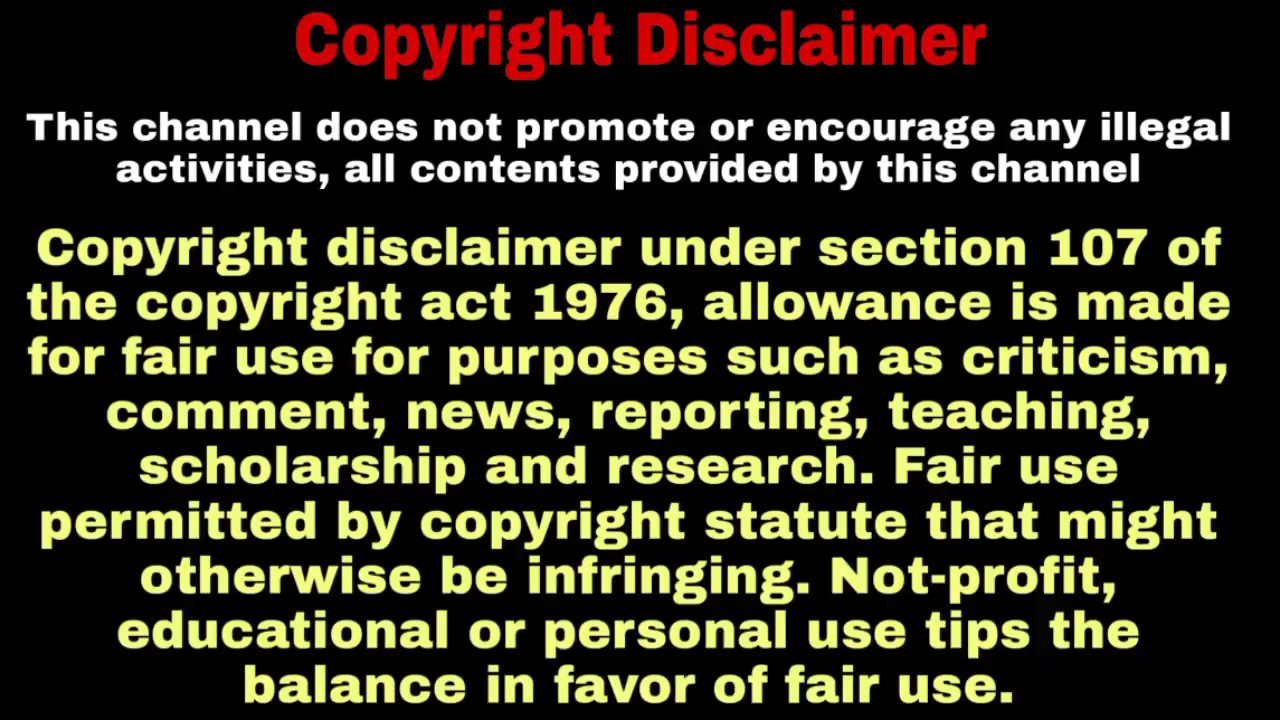 Copyright Disclaimer
This channel does not promote or encourage any illegal
activities, all contents provided by this channel
Copyright disclaimer under section 107 of
the copyright act 1976, allowance is made
for fair use for purposes such as criticism,
comment, news, reporting, teaching,
scholarship and research. Fair use
permitted by copyright statute that might
otherwise be infringing. Not-profit,
educational or personal use tips the
balance in favor of fair use.